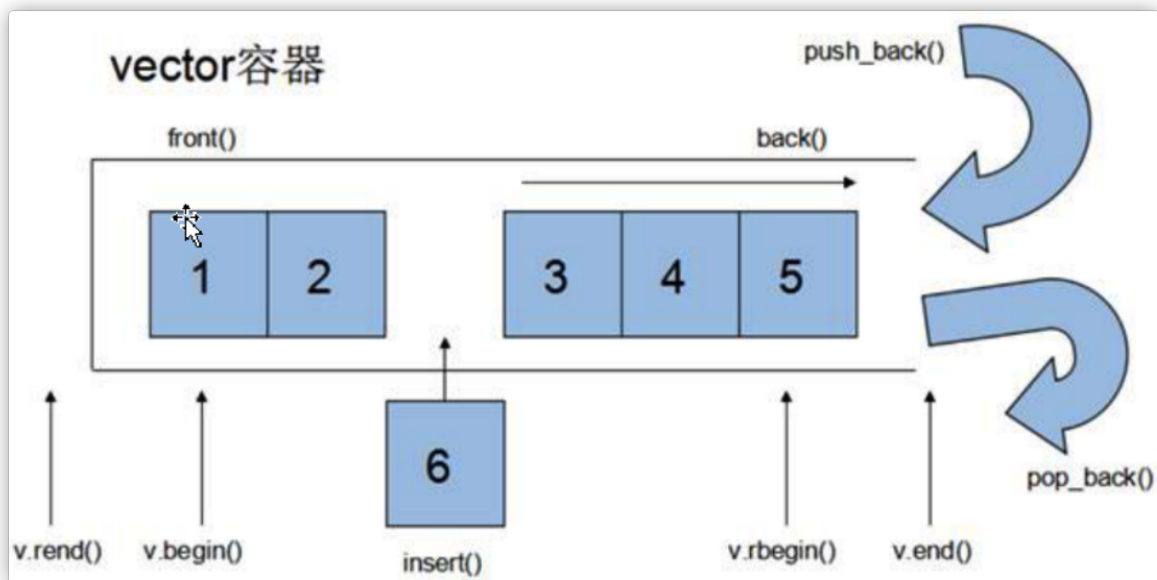 vector容器
push_back()
front()
back()
1 2 3 4 5
6
pop_back()
v.rend() v.begin() insert() v.rbegin() v.end()